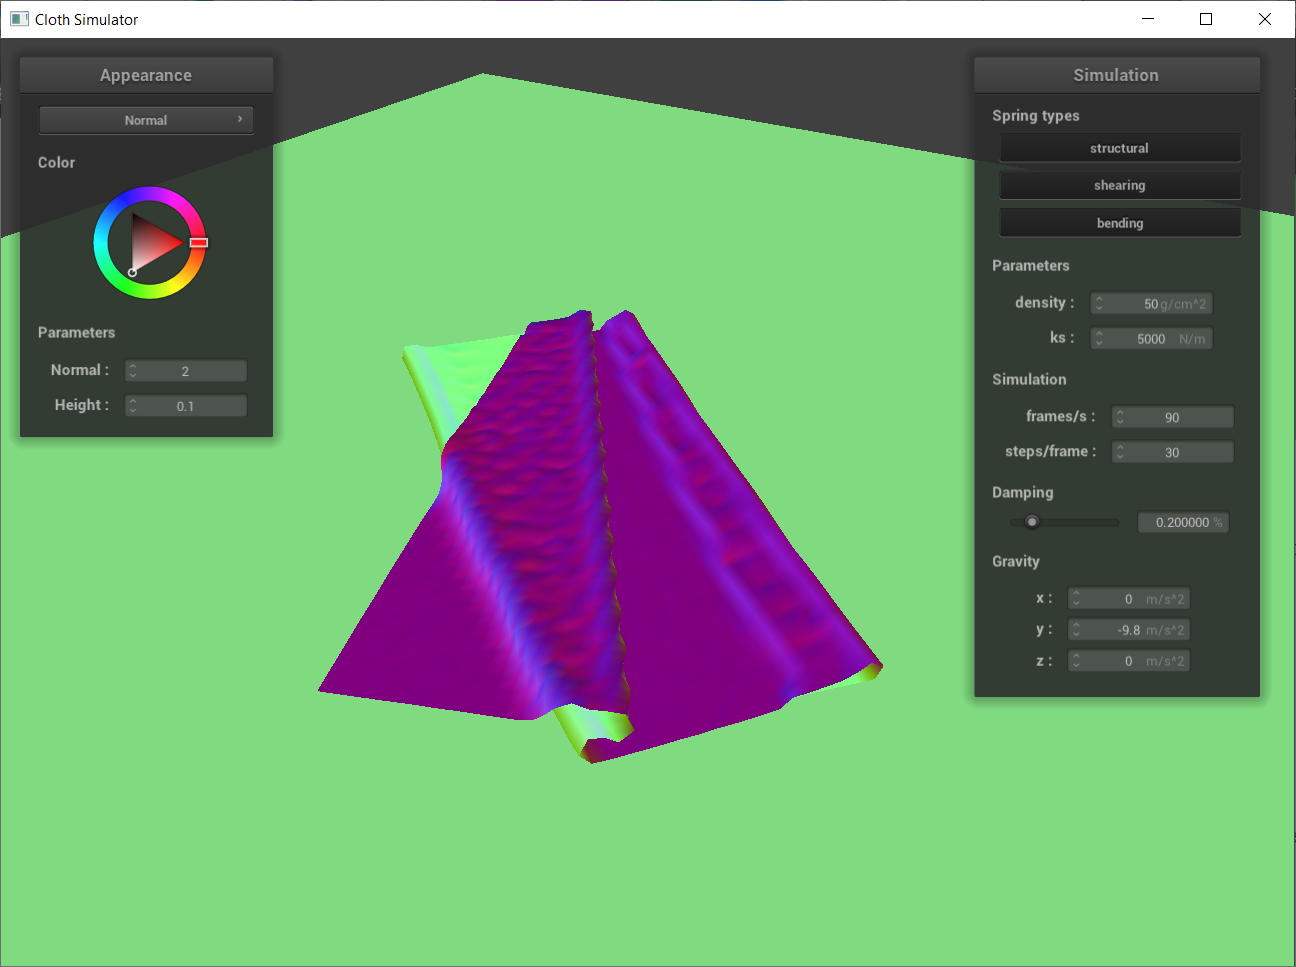 Cloth Simulator
Appearance
Normal
Color
Parameters
Normal : 2
Height : 0.1
Simulation
Spring types
structural
shearing
bending
Parameters
density : 50 g/cm^2
ks : 5000 N/m
Simulation
frames/s : 90
steps/frame : 30
Damping
0.200000 %
Gravity
x : 0 m/s^2
y : -9.8 m/s^2
z : 0 m/s^2